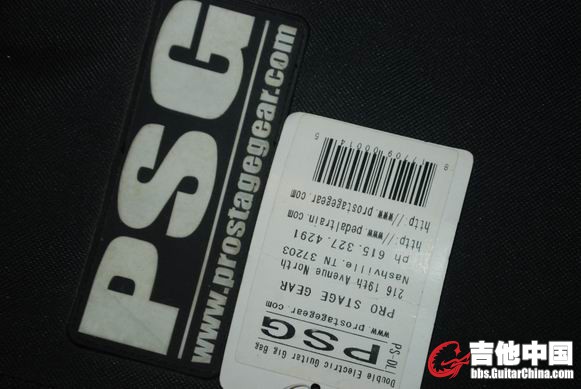 PSG
www.prostagegear.com
Double Electric Guitar Gig Bag
PSG
PS-DLI
www.prostagegear.com
PRO STAGE GEAR
216 19th Avenue North
Nashville, TN 37203
ph 615.327.4291
http://www.pedaltrain.com
http://www.prostagegear.com
吉他中国
bbs.GuitarChina.com